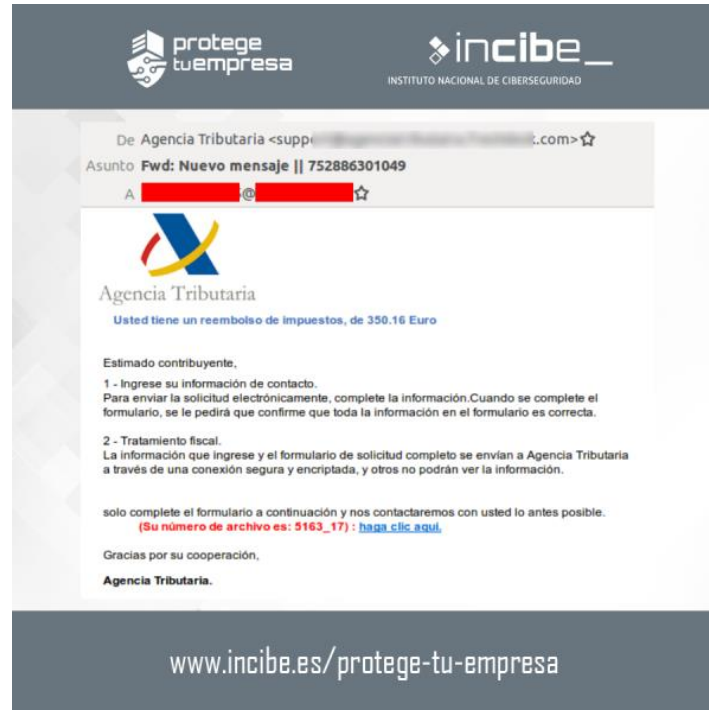 protege
tuempresa
incibe_
INSTITUTO NACIONAL DE CIBERSEGURIDAD
De Agencia Tributaria <supp .com>
Asunto Fwd: Nuevo mensaje || 752886301049
A @
Agencia Tributaria
Usted tiene un reembolso de impuestos, de 350.16 Euro
Estimado contribuyente,
1 - Ingrese su información de contacto.
Para enviar la solicitud electrónicamente, complete la información.Cuando se complete el
formulario, se le pedirá que confirme que toda la información en el formulario es correcta.
2 - Tratamiento fiscal.
La información que ingrese y el formulario de solicitud completo se envían a Agencia Tributaria
a través de una conexión segura y encriptada, y otros no podrán ver la información.
solo complete el formulario a continuación y nos contactaremos con usted lo antes posible.
(Su número de archivo es: 5163_17) : haga clic aquí.
Gracias por su cooperación,
Agencia Tributaria.
www.incibe.es/protege-tu-empresa